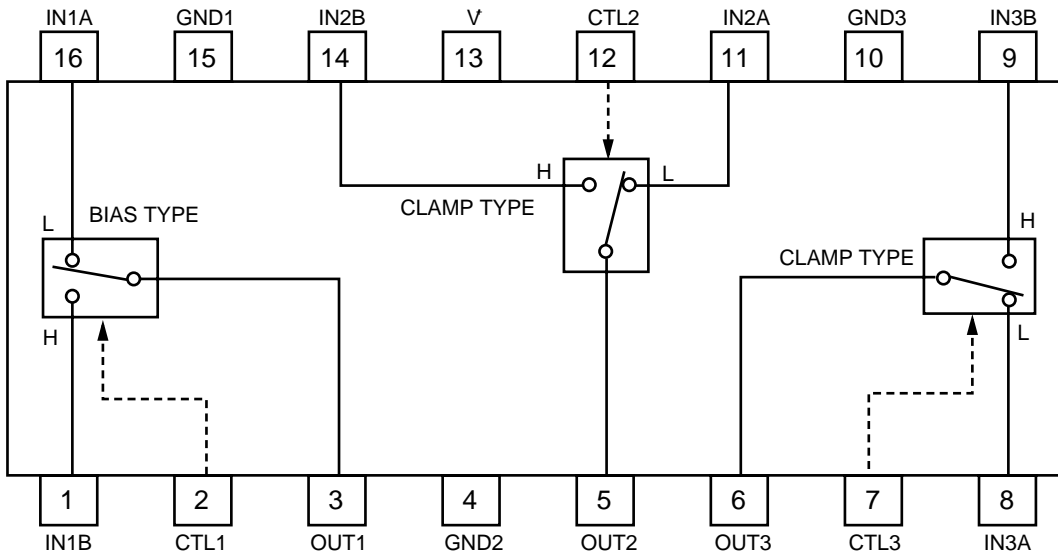 IN1A GND1 IN2B V+ CTL2 IN2A GND3 IN3B
16 15 14 13 12 11 10 9
H L
CLAMP TYPE
L BIAS TYPE H
CLAMP TYPE
H L
1 2 3 4 5 6 7 8
IN1B CTL1 OUT1 GND2 OUT2 OUT3 CTL3 IN3A